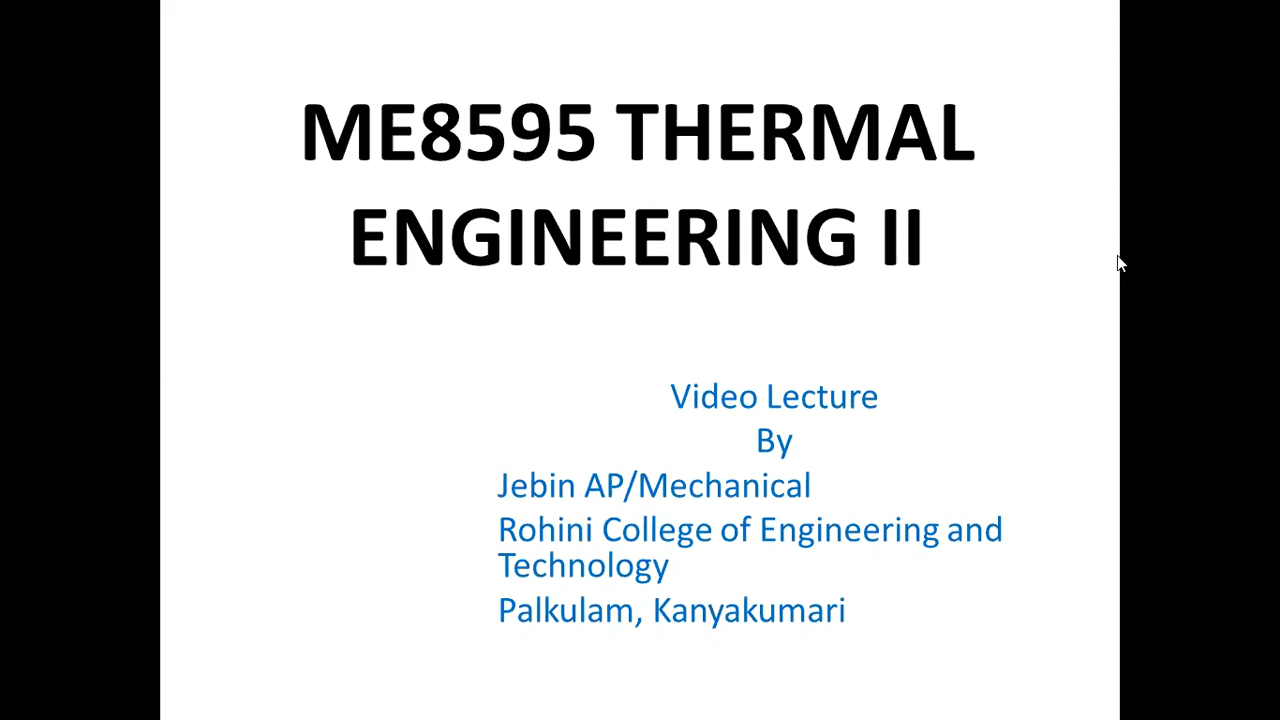 ME8595 THERMAL
ENGINEERING II
Video Lecture
By
Jebin AP/Mechanical
Rohini College of Engineering and
Technology
Palkulam, Kanyakumari